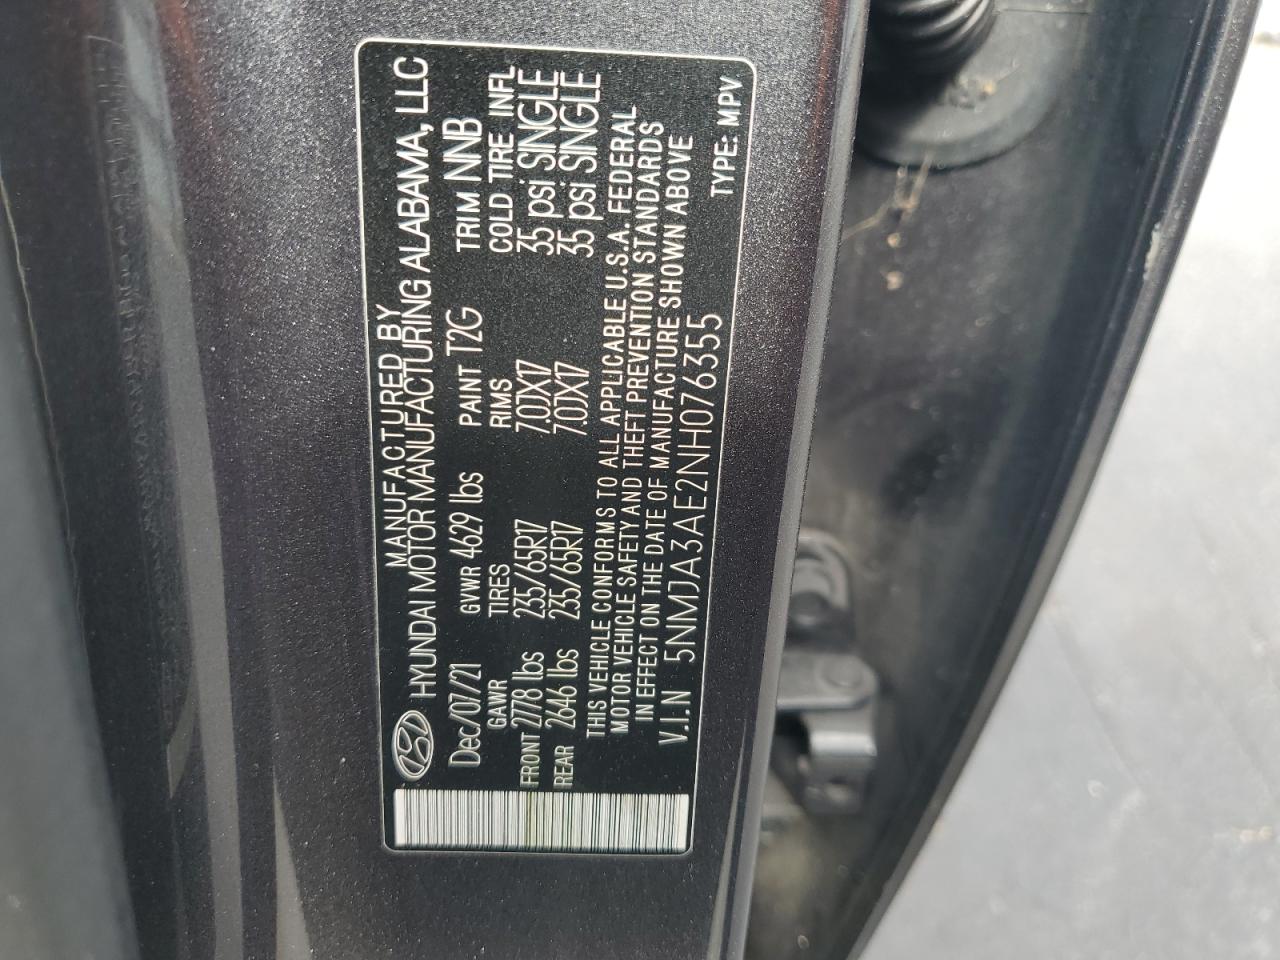 MANUFACTURED BY
HYUNDAI MOTOR MANUFACTURING ALABAMA, LLC
Dec/07/21 GVWR 4629 lbs PAINT T2G TRIM NNB
GAWR TIRES RIMS COLD TIRE INFL
FRONT 2778 lbs 235/65R17 7.0JX17 35 psi SINGLE
REAR 2646 lbs 235/65R17 7.0JX17 35 psi SINGLE
THIS VEHICLE CONFORMS TO ALL APPLICABLE U.S.A. FEDERAL
MOTOR VEHICLE SAFETY AND THEFT PREVENTION STANDARDS
IN EFFECT ON THE DATE OF MANUFACTURE SHOWN ABOVE
V.I.N 5NMJA3AE2NH076355
TYPE: MPV